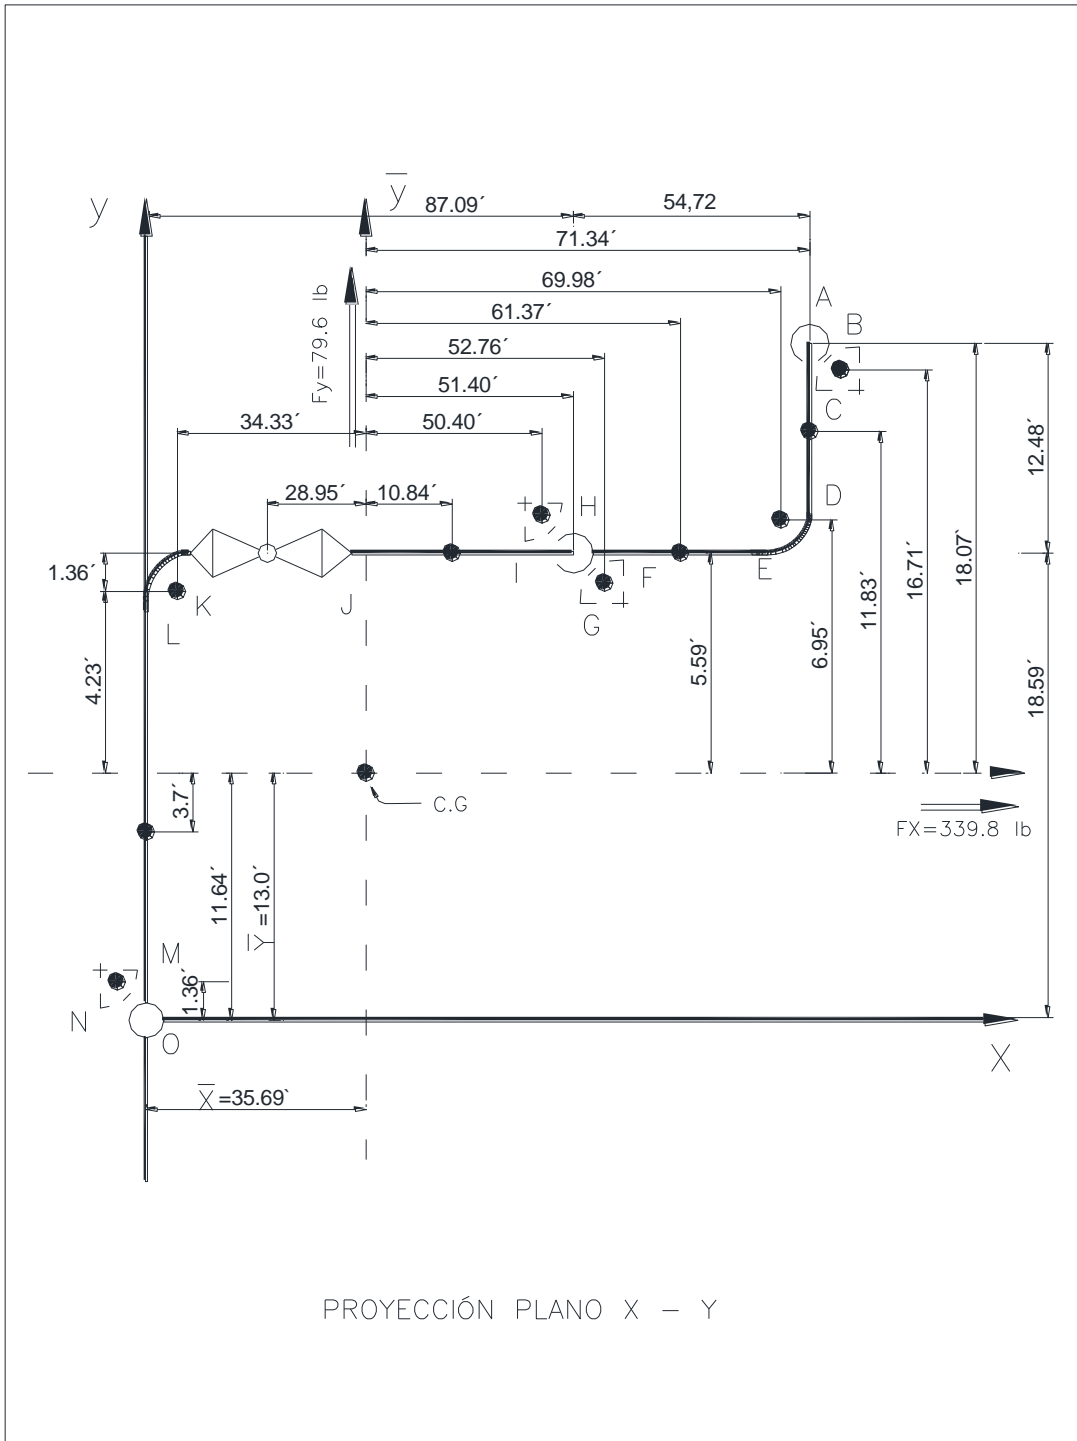 y
y
87.09´
54,72
71.34´
69.98´
A
61.37´
B
Fy=79.6 lb
52.76´
51.40´
34.33´
50.40´
C
12.48´
28.95´
10.84´
D
H
16.71´
18.07´
11.83´
1.36´
K
J
I
F
E
G
L
4.23´
5.59´
6.95´
18.59´
3.7'
C.G
FX=339.8 lb
11.64´
Y =13.0´
M
1.36´
N
O
X
X =35.69`
PROYECCIÓN PLANO X - Y